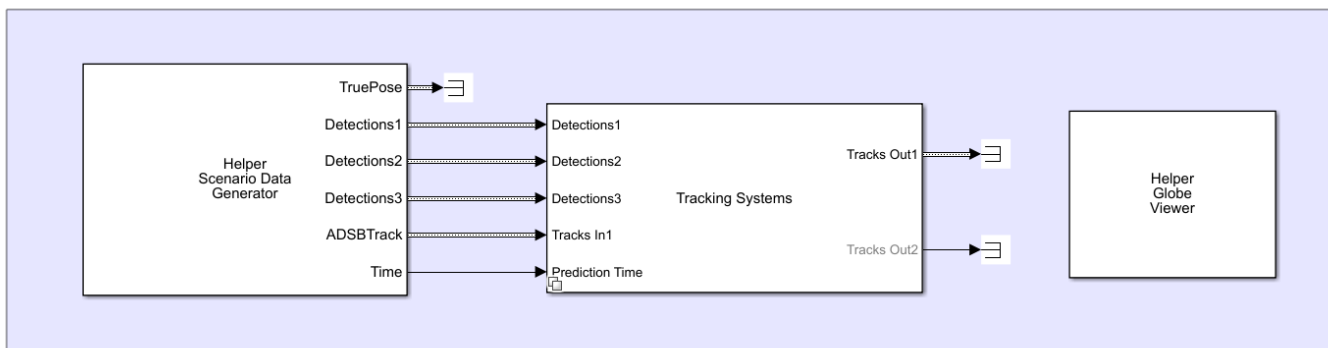 TruePose
Detections1
Detections2
Detections3
ADSBTrack
Time
Helper
Scenario Data
Generator
Detections1
Detections2
Detections3
Tracks In1
Prediction Time
Tracking Systems
Tracks Out1
Tracks Out2
Helper
Globe
Viewer